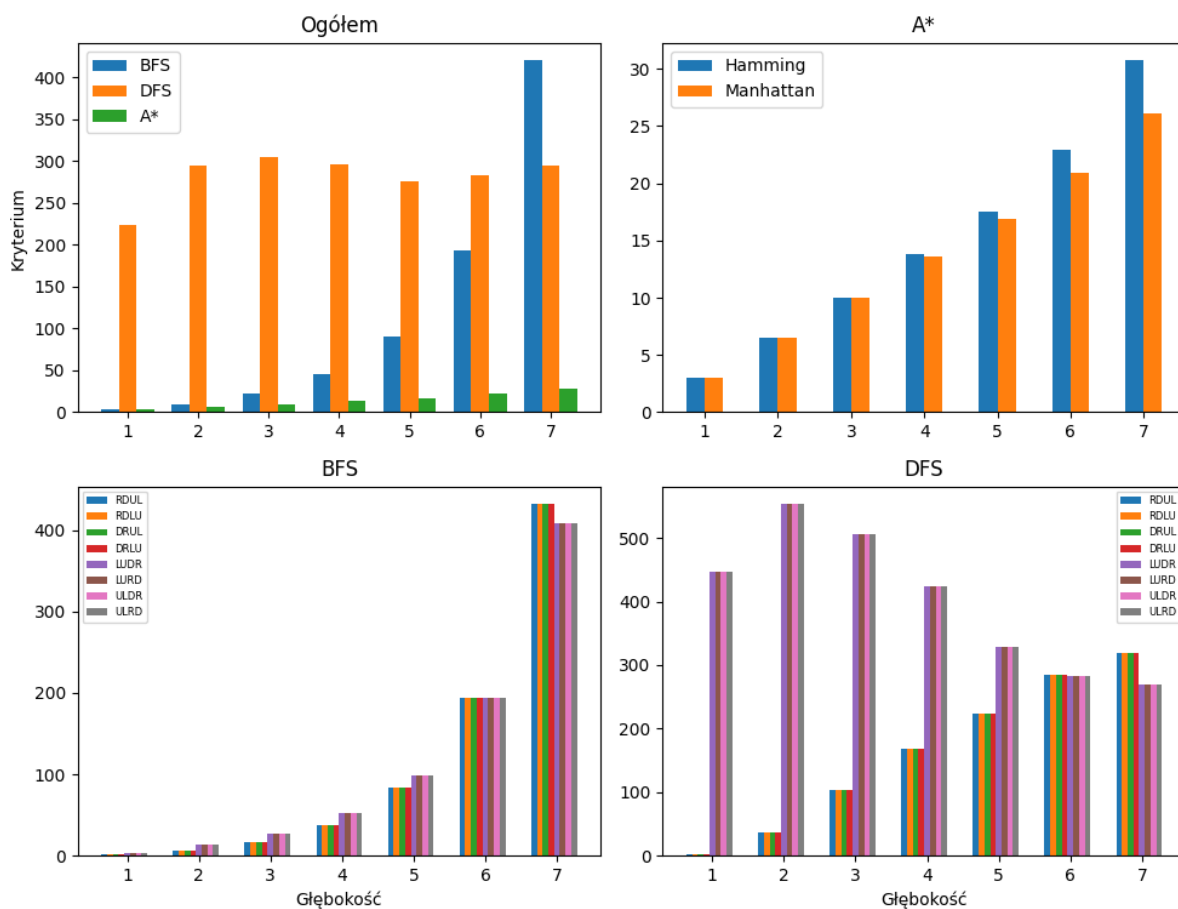 Ogółem
BFS
DFS
A*
400
350
300
250
200
150
100
50
0
Kryterium
1 2 3 4 5 6 7
A*
Hamming
Manhattan
30
25
20
15
10
5
0
1 2 3 4 5 6 7
BFS
RDUL
RDLU
DRUL
DRLU
LUDR
LURD
ULDR
ULRD
400
300
200
100
0
1 2 3 4 5 6 7
Głębokość
DFS
RDUL
RDLU
DRUL
DRLU
LUDR
LURD
ULDR
ULRD
500
400
300
200
100
0
1 2 3 4 5 6 7
Głębokość